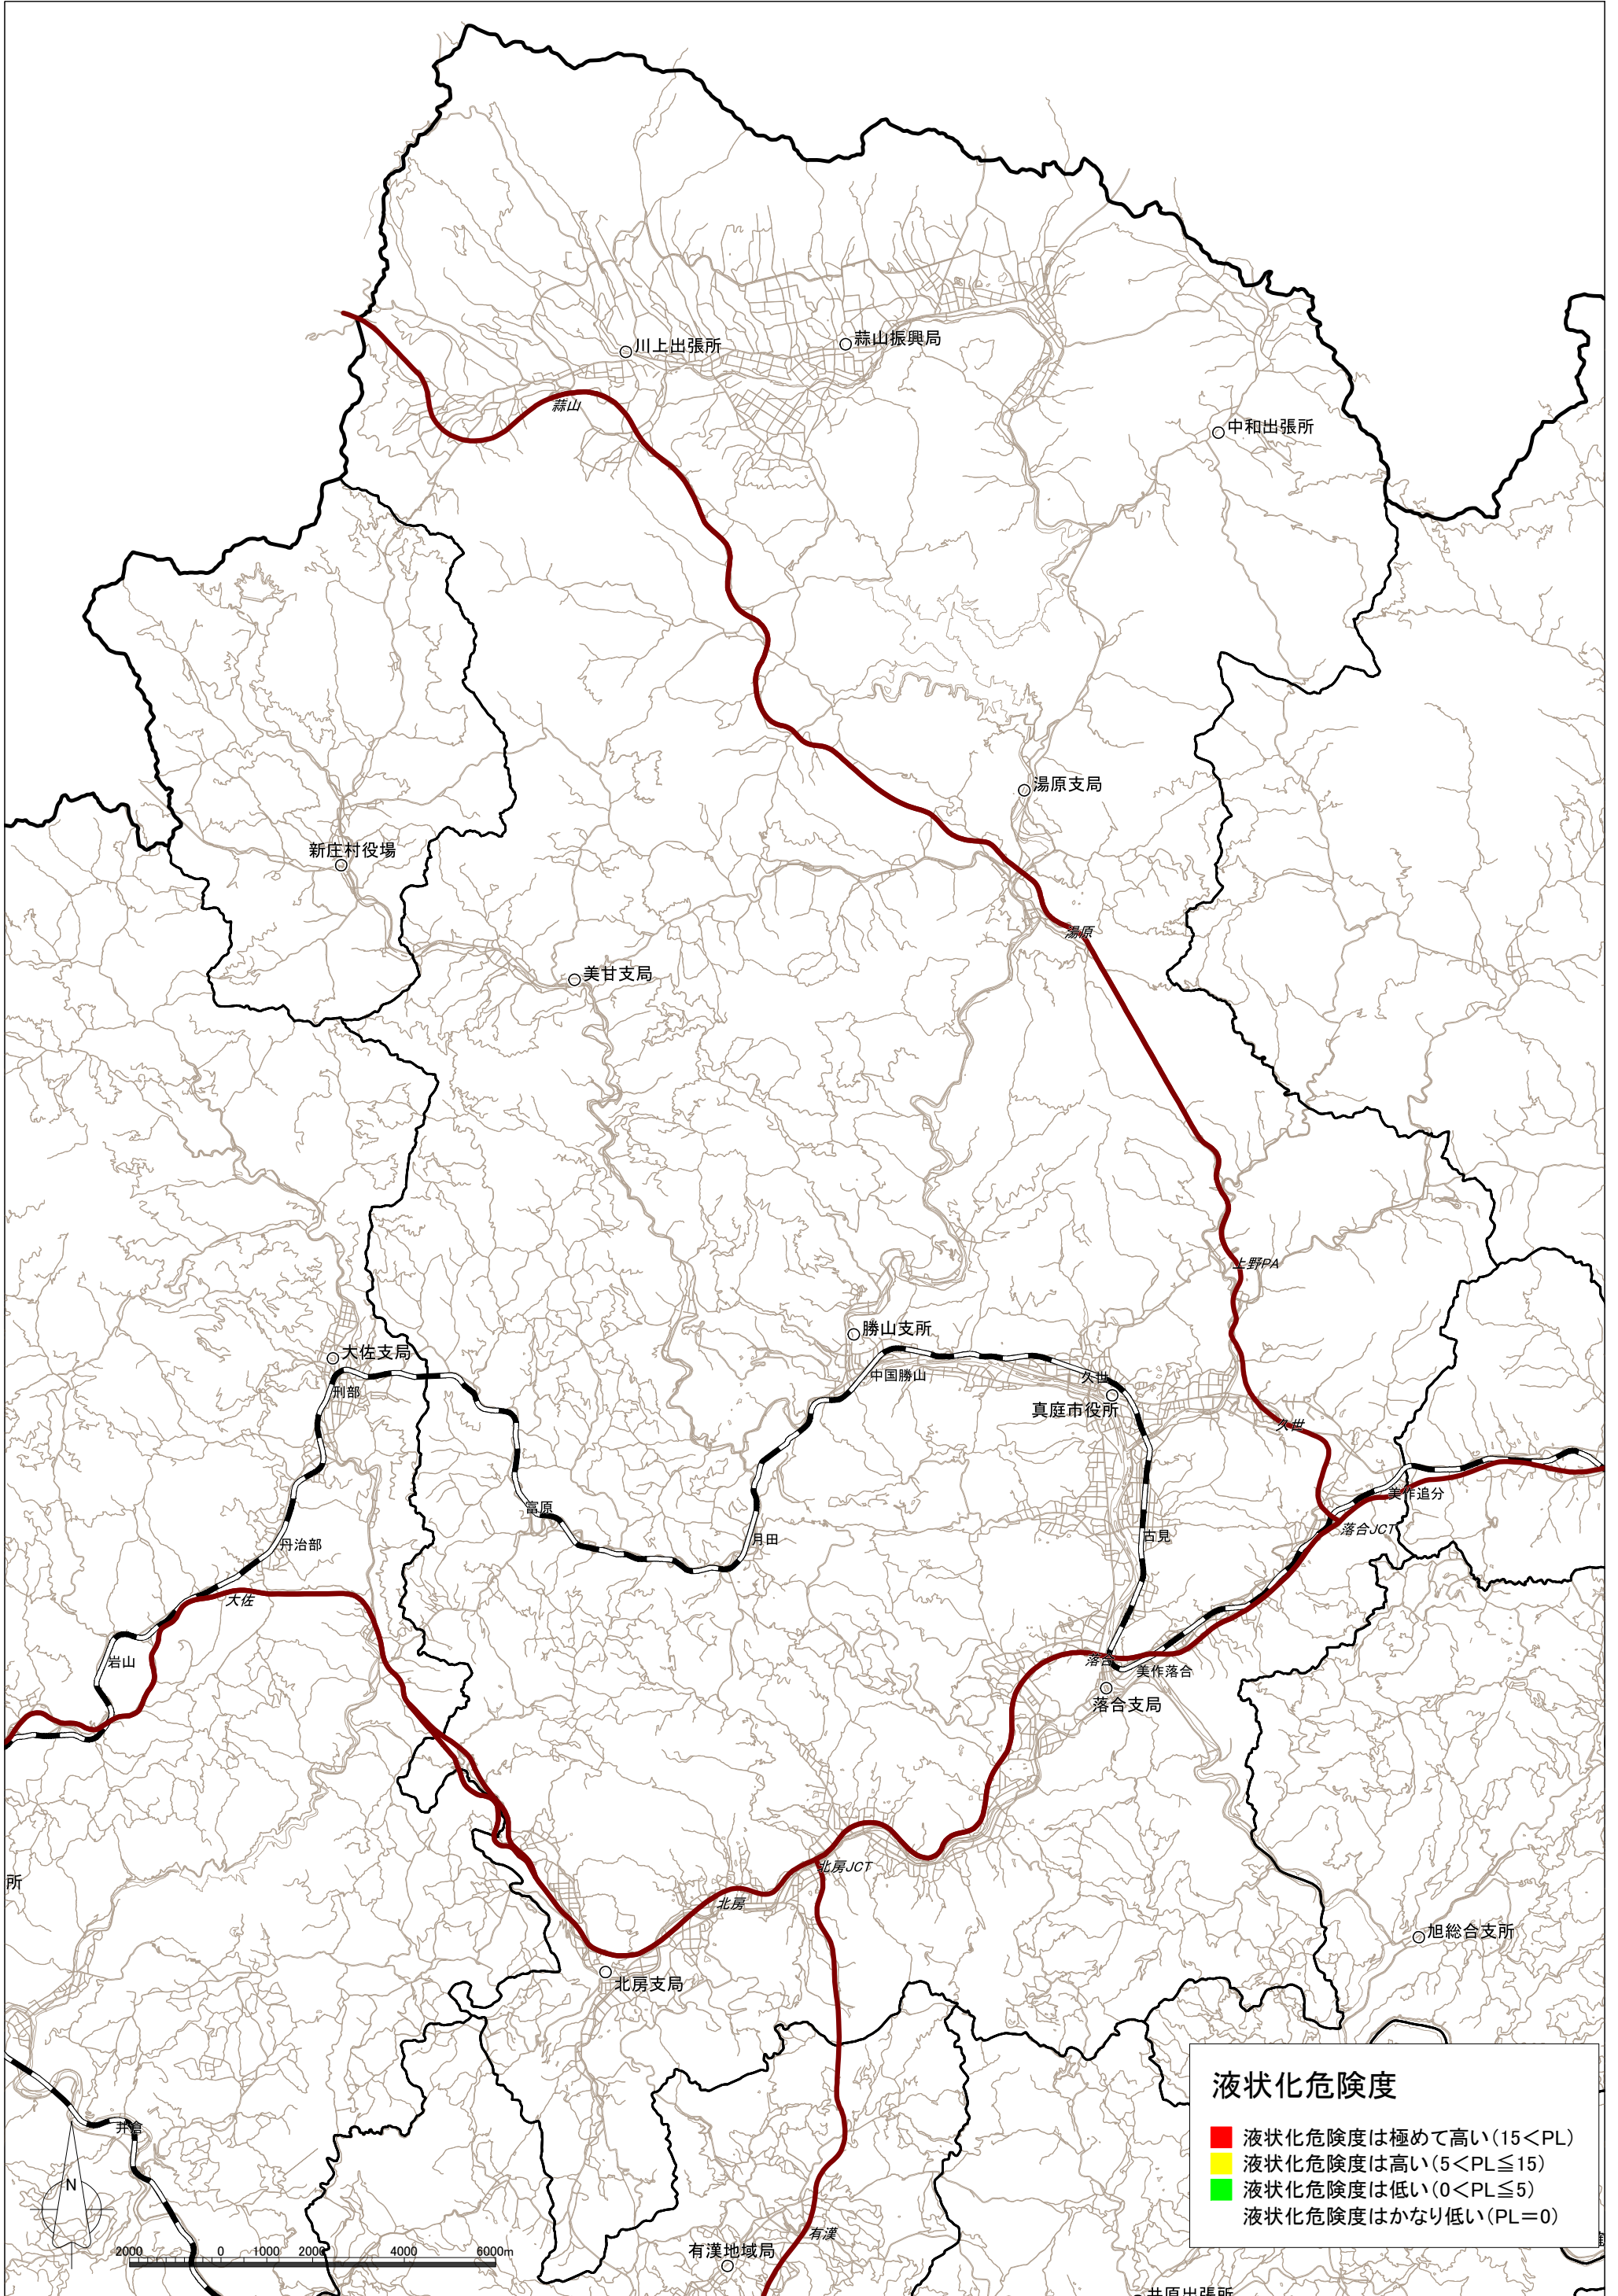 川上出張所
蒜山振興局
蒜山
中和出張所
湯原支局
新庄村役場
湯原
美甘支局
上野PA
勝山支所
大佐支局
中国勝山
久世
刑部
真庭市役所
久世
美作追分
富原
落合JCT
古見
月田
丹治部
大佐
落合
岩山
美作落合
落合支局
北房JCT
所
北房
旭総合支所
北房支局
液状化危険度
井倉
液状化危険度は極めて高い(15<PL)
液状化危険度は高い(5<PL≦15)
N
液状化危険度は低い(0<PL≦5)
液状化危険度はかなり低い(PL=0)
有漢
有漢地域局
2000 0 1000 2000 4000 6000m
井原出張所